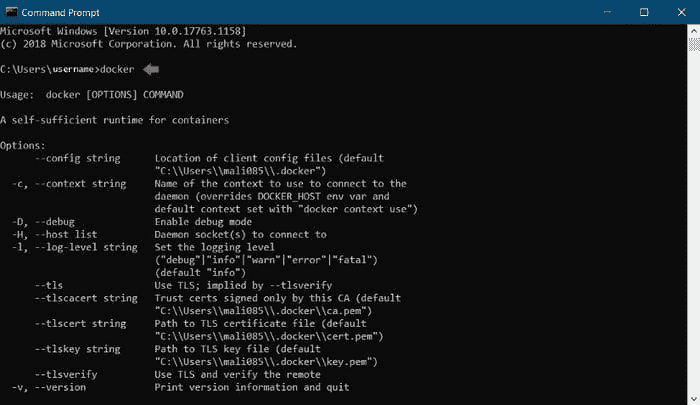 Command Prompt
Microsoft Windows [Version 10.0.17763.1158]
(c) 2018 Microsoft Corporation. All rights reserved.
C:\Users\username>docker
Usage:  docker [OPTIONS] COMMAND
A self-sufficient runtime for containers
Options:
      --config string      Location of client config files (default
                           "C:\\Users\\mali085\\.docker")
  -c, --context string     Name of the context to use to connect to the
                           daemon (overrides DOCKER_HOST env var and
                           default context set with "docker context use")
  -D, --debug              Enable debug mode
  -H, --host list          Daemon socket(s) to connect to
  -l, --log-level string   Set the logging level
                           ("debug"|"info"|"warn"|"error"|"fatal")
                           (default "info")
      --tls                Use TLS; implied by --tlsverify
      --tlscacert string   Trust certs signed only by this CA (default
                           "C:\\Users\\mali085\\.docker\\ca.pem")
      --tlscert string     Path to TLS certificate file (default
                           "C:\\Users\\mali085\\.docker\\cert.pem")
      --tlskey string      Path to TLS key file (default
                           "C:\\Users\\mali085\\.docker\\key.pem")
      --tlsverify          Use TLS and verify the remote
  -v, --version            Print version information and quit